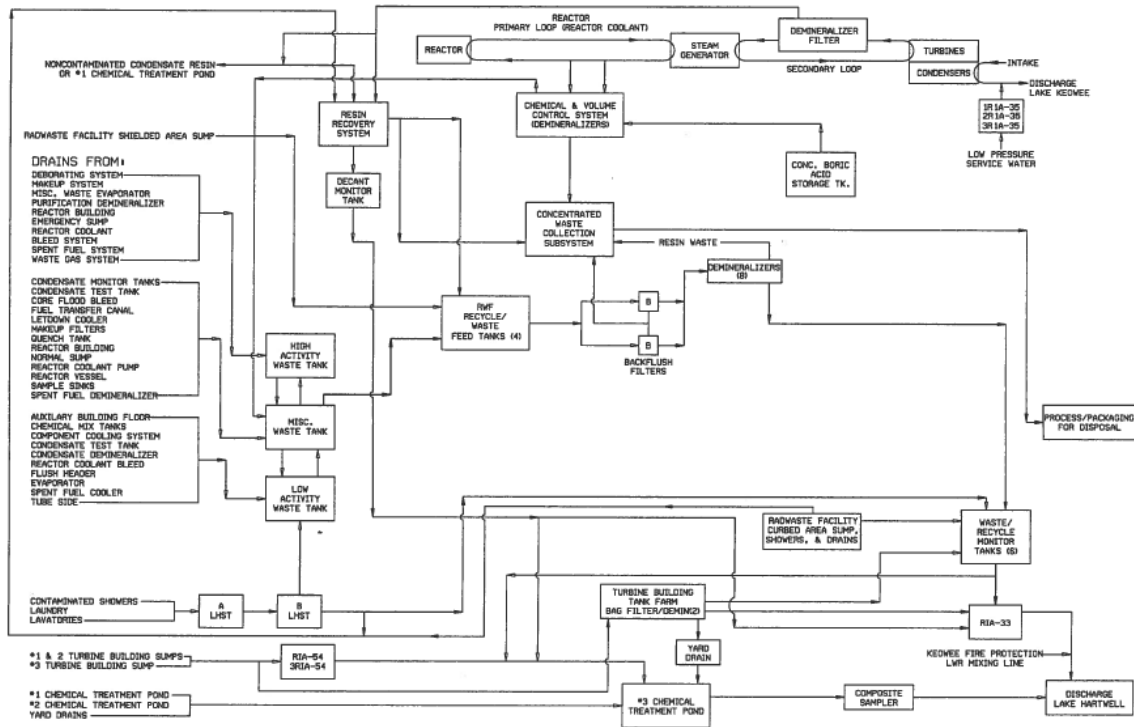 REACTOR
PRIMARY LOOP (REACTOR COOLANT)
REACTOR
STEAM
GENERATOR
DEMINERALIZER
FILTER
SECONDARY LOOP
TURBINES
CONDENSERS
INTAKE
DISCHARGE
LAKE KEOWEE
1R1A-35
2R1A-35
3R1A-35
LOW PRESSURE
SERVICE WATER
NONCONTAMINATED CONDENSATE RESIN
OR *1 CHEMICAL TREATMENT POND
RESIN
RECOVERY
SYSTEM
CHEMICAL & VOLUME
CONTROL SYSTEM
(DEMINERALIZERS)
RADWASTE FACILITY SHIELDED AREA SUMP
CONC. BORIC
ACID
STORAGE TK.
DECANT
MONITOR
TANK
CONCENTRATED
WASTE
COLLECTION
SUBSYSTEM
RESIN WASTE
DEMINERALIZERS
(8)
DRAINS FROM:
DEBORATING SYSTEM
MAKEUP SYSTEM
MISC. WASTE EVAPORATOR
PURIFICATION DEMINERALIZER
REACTOR BUILDING
EMERGENCY SUMP
REACTOR COOLANT
BLEED SYSTEM
SPENT FUEL SYSTEM
WASTE GAS SYSTEM
CONDENSATE MONITOR TANKS
CONDENSATE TEST TANK
CORE FLOOD BLEED
FUEL TRANSFER CANAL
LETDOWN COOLER
MAKEUP FILTERS
QUENCH TANK
REACTOR BUILDING
NORMAL SUMP
REACTOR COOLANT PUMP
REACTOR VESSEL
SAMPLE SINKS
SPENT FUEL DEMINERALIZER
AUXILARY BUILDING FLOOR
CHEMICAL MIX TANKS
COMPONENT COOLING SYSTEM
CONDENSATE TEST TANK
CONDENSATE DEMINERALIZER
REACTOR COOLANT BLEED
FLUSH HEADER
EVAPORATOR
SPENT FUEL COOLER
TUBE SIDE
RWF
RECYCLE/
WASTE
FEED TANKS (4)
B
B
BACKFLUSH
FILTERS
HIGH
ACTIVITY
WASTE TANK
MISC.
WASTE TANK
LOW
ACTIVITY
WASTE TANK
PROCESS/PACKAGING
FOR DISPOSAL
RADWASTE FACILITY
CURBED AREA SUMP,
SHOWERS, & DRAINS
WASTE/
RECYCLE
MONITOR
TANKS (6)
CONTAMINATED SHOWERS
LAUNDRY
LAVATORIES
A
LHST
B
LHST
TURBINE BUILDING
TANK FARM
BAG FILTER/DEMIN(2)
RIA-33
YARD
DRAIN
KEOWEE FIRE PROTECTION
LWR MIXING LINE
*1 & 2 TURBINE BUILDING SUMPS
*3 TURBINE BUILDING SUMP
RIA-54
3RIA-54
*1 CHEMICAL TREATMENT POND
*2 CHEMICAL TREATMENT POND
YARD DRAINS
*3 CHEMICAL
TREATMENT POND
COMPOSITE
SAMPLER
DISCHARGE
LAKE HARTWELL